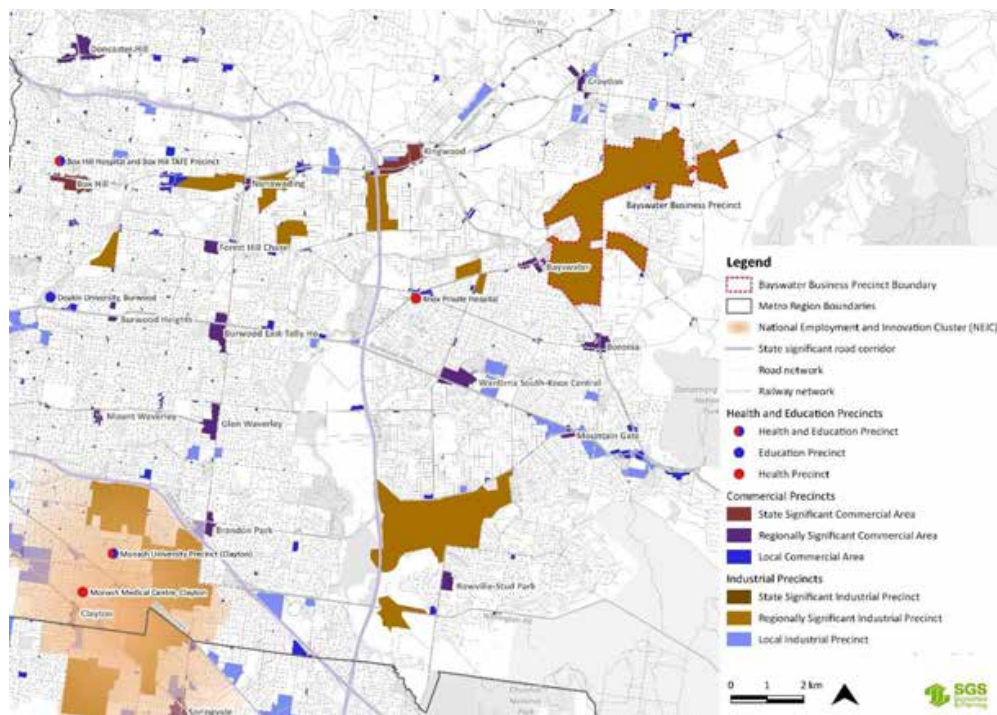 Doncaster Hill
Croydon
Ringwood
Box Hill Hospital and Box Hill TAFE Precinct
Box Hill
Nunawading
Bayswater Business Precinct
Forest Hill Chase
Bayswater
Deakin University, Burwood
Knox Private Hospital
Burwood Heights
Burwood East-Tally Ho
Boronia
Wantirna South-Knox Central
Mount Waverley
Glen Waverley
Mountain Gate
Brandon Park
Monash University Precinct (Clayton)
Rowville-Stud Park
Monash Medical Centre, Clayton
Clayton
Springvale
Legend
Bayswater Business Precinct Boundary
Metro Region Boundaries
National Employment and Innovation Cluster (NEIC)
State significant road corridor
Road network
Railway network
Health and Education Precincts
Health and Education Precinct
Education Precinct
Health Precinct
Commercial Precincts
State Significant Commercial Area
Regionally Significant Commercial Area
Local Commercial Area
Industrial Precincts
State Significant Industrial Precinct
Regionally Significant Industrial Precinct
Local Industrial Precinct
0 1 2 km
SGS
Economics
& Planning